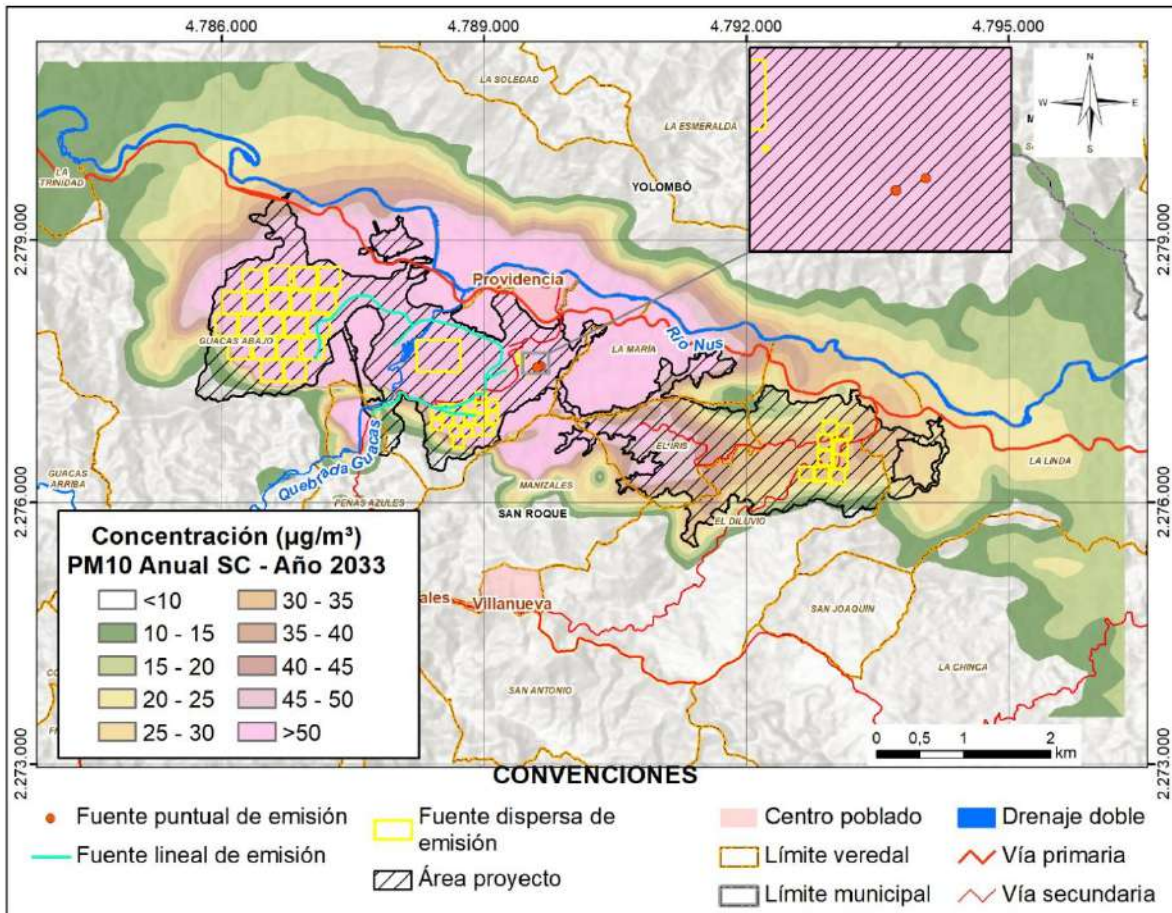 4.786.000
4.789.000
4.792.000
4.795.000
2.279.000
2.279.000
2.276.000
2.276.000
2.273.000
2.273.000
N
W
E
S
LA SOLEDAD
LA ESMERALDA
YOLOMBÓ
LA
TRINIDAD
Providencia
GUACAS ABAJO
LA MARÍA
Río Nus
EL IRIS
LA LINDA
Quebrada Guacas
GUACAS
ARRIBA
PEÑAS AZULES
MANIZALES
SAN ROQUE
EL DILUVIO
ales
Villanueva
SAN JOAQUIN
SAN ANTONIO
LA CHINCA
Concentración (µg/m³)
PM10 Anual SC - Año 2033
<10
30 - 35
10 - 15
35 - 40
15 - 20
40 - 45
20 - 25
45 - 50
25 - 30
>50
0 0,5 1 2
km
CONVENCIONES
Fuente puntual de emisión
Fuente lineal de emisión
Fuente dispersa de
emisión
Área proyecto
Centro poblado
Límite veredal
Límite municipal
Drenaje doble
Vía primaria
Vía secundaria